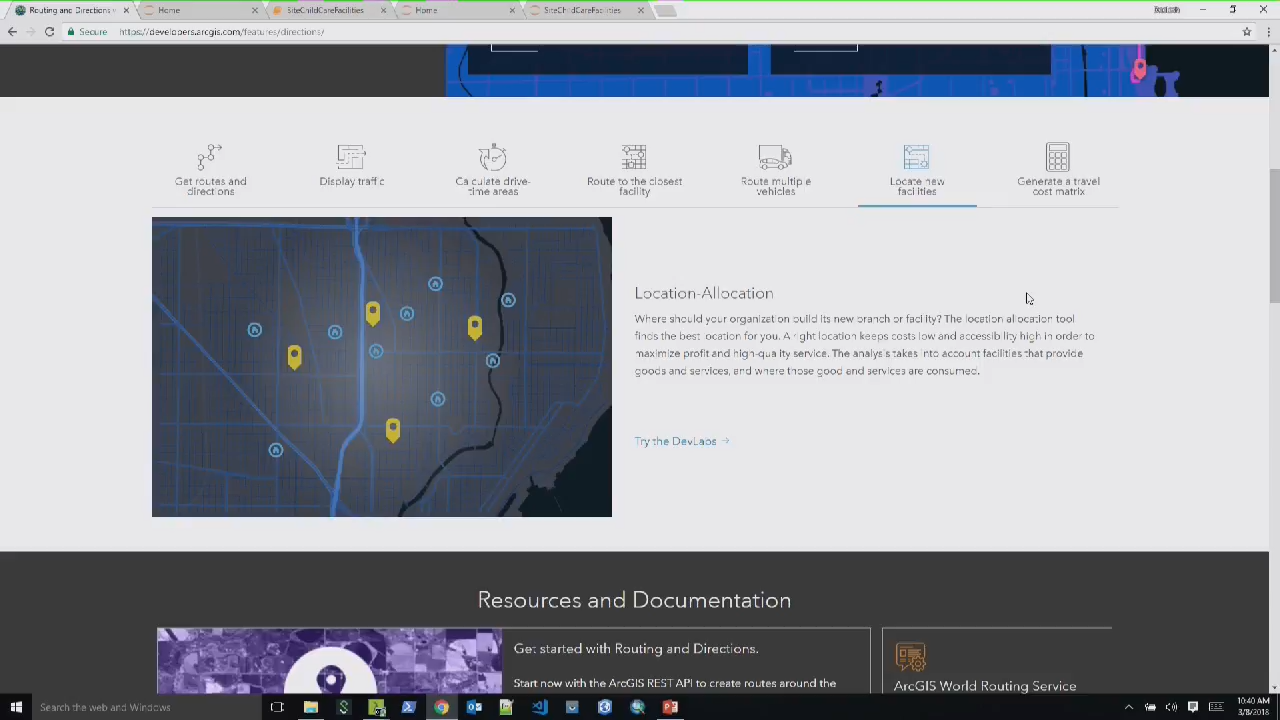 Routing and Directions
Home
SiteChildCareFacilities
Home
SiteChildCareFacilities
Secure
https://developers.arcgis.com/features/directions/
Get routes and
directions
Display traffic
Calculate drive-
time areas
Route to the closest
facility
Route multiple
vehicles
Locate new
facilities
Generate a travel
cost matrix
Location-Allocation
Where should your organization build its new branch or facility? The location allocation tool
finds the best location for you. A right location keeps costs low and accessibility high in order to
maximize profit and high-quality service. The analysis takes into account facilities that provide
goods and services, and where those good and services are consumed.
Try the DevLabs →
Resources and Documentation
Get started with Routing and Directions.
Start now with the ArcGIS REST API to create routes around the
ArcGIS World Routing Service
Search the web and Windows
10:40 AM
3/8/2018